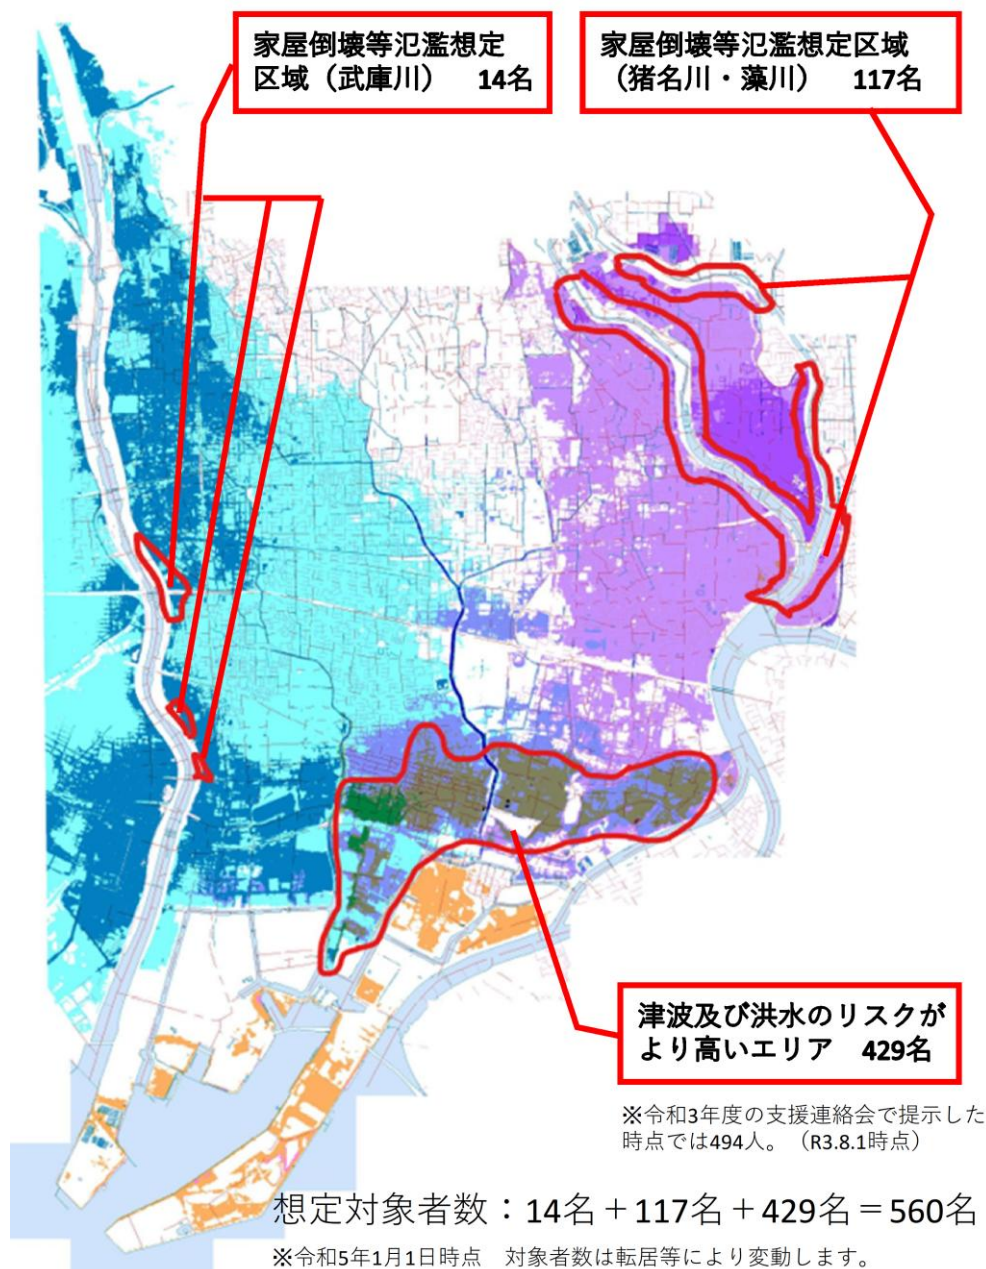 家屋倒壊等氾濫想定
区域（武庫川）　14名
家屋倒壊等氾濫想定区域
（猪名川・藻川）　117名
津波及び洪水のリスクが
より高いエリア　429名
※令和3年度の支援連絡会で提示した
時点では494人。（R3.8.1時点）
想定対象者数：14名＋117名＋429名＝560名
※令和5年1月1日時点　対象者数は転居等により変動します。